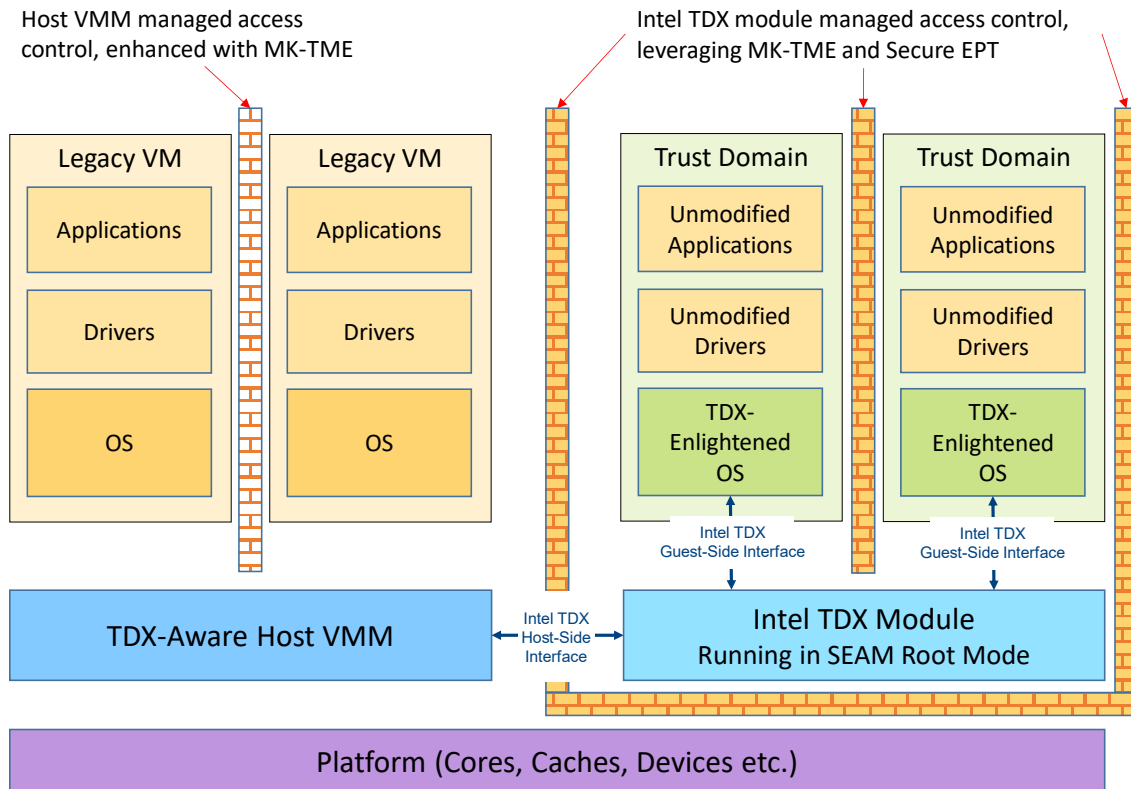 Host VMM managed access
control, enhanced with MK-TME
Intel TDX module managed access control,
leveraging MK-TME and Secure EPT
Legacy VM
Applications
Drivers
OS
Legacy VM
Applications
Drivers
OS
Trust Domain
Unmodified
Applications
Unmodified
Drivers
TDX-
Enlightened
OS
Trust Domain
Unmodified
Applications
Unmodified
Drivers
TDX-
Enlightened
OS
Intel TDX
Guest-Side Interface
Intel TDX
Guest-Side Interface
TDX-Aware Host VMM
Intel TDX
Host-Side
Interface
Intel TDX Module
Running in SEAM Root Mode
Platform (Cores, Caches, Devices etc.)